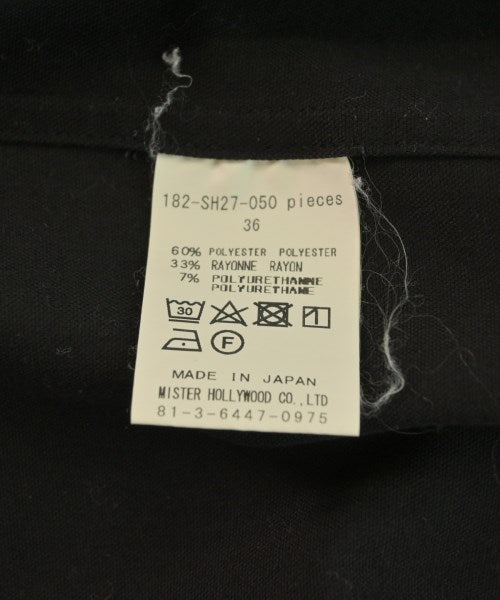 182-SH27-050 pieces
36
60% POLYESTER POLYESTER
33% RAYONNE RAYON
7% POLYURETHANNE
POLYURETHAME
30
F
MADE IN JAPAN
MISTER HOLLYWOOD CO.,LTD
81-3-6447-0975